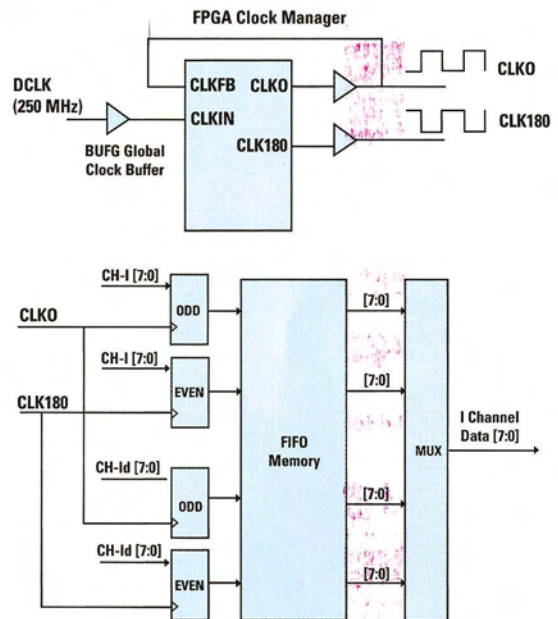 FPGA Clock Manager
DCLK
(250 MHz)
BUFG Global
Clock Buffer
CLKFB CLKO
CLKIN
CLK180
CLKO
CLK180
CH-I [7:0]
ODD
CLKO
CH-I [7:0]
EVEN
CLK180
CH-Id [7:0]
ODD
CH-Id [7:0]
EVEN
FIFO
Memory
[7:0]
[7:0]
[7:0]
[7:0]
MUX
I Channel
Data [7:0]